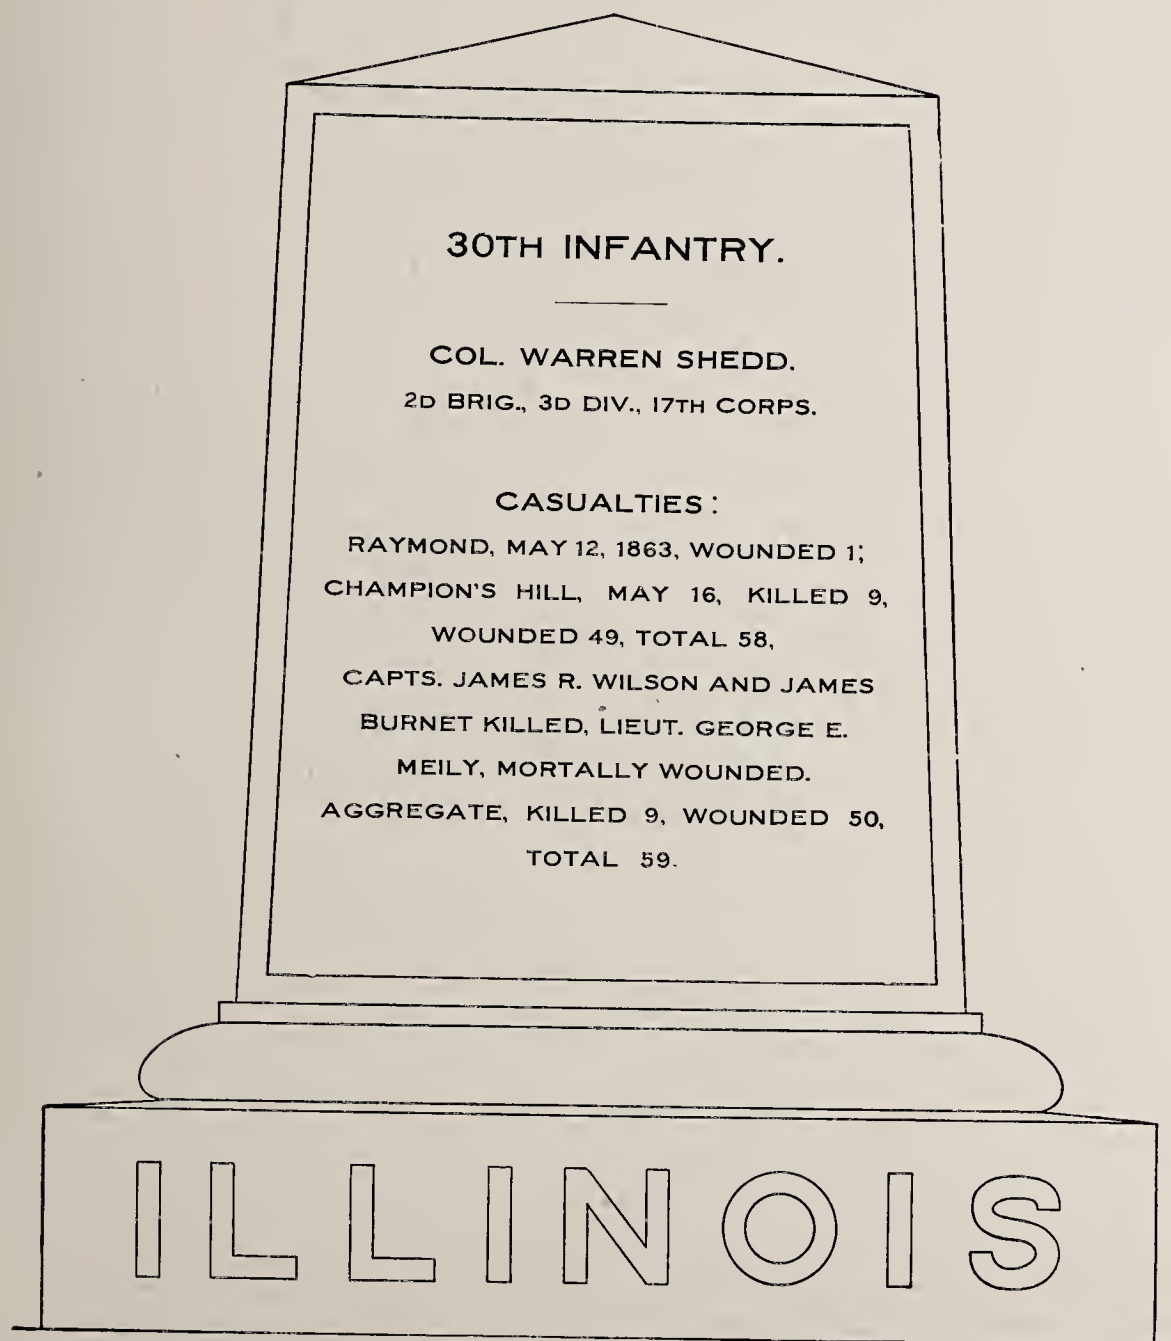 30TH INFANTRY.
COL. WARREN SHEDD.
2D BRIG., 3D DIV., 17TH CORPS.
CASUALTIES:
RAYMOND, MAY 12, 1863, WOUNDED 1;
CHAMPION'S HILL, MAY 16, KILLED 9,
WOUNDED 49, TOTAL 58,
CAPTS. JAMES R. WILSON AND JAMES
BURNET KILLED, LIEUT. GEORGE E.
MEILY, MORTALLY WOUNDED.
AGGREGATE, KILLED 9, WOUNDED 50,
TOTAL 59.
ILLINOIS